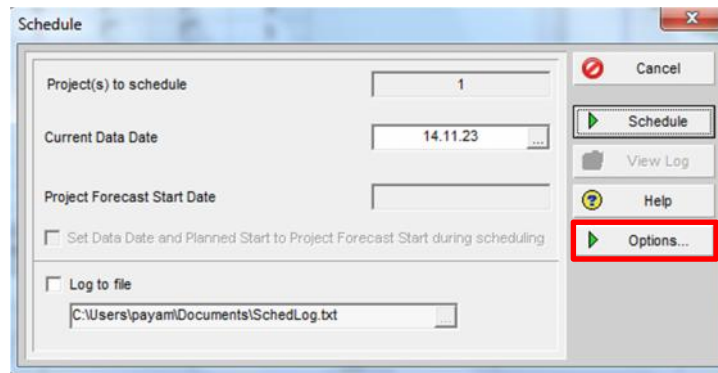 Schedule
Project(s) to schedule 1
Current Data Date 14.11.23 ...
Project Forecast Start Date
Set Data Date and Planned Start to Project Forecast Start during scheduling
Log to file
C:\Users\payam\Documents\SchedLog.txt ...
Cancel
Schedule
View Log
Help
Options...